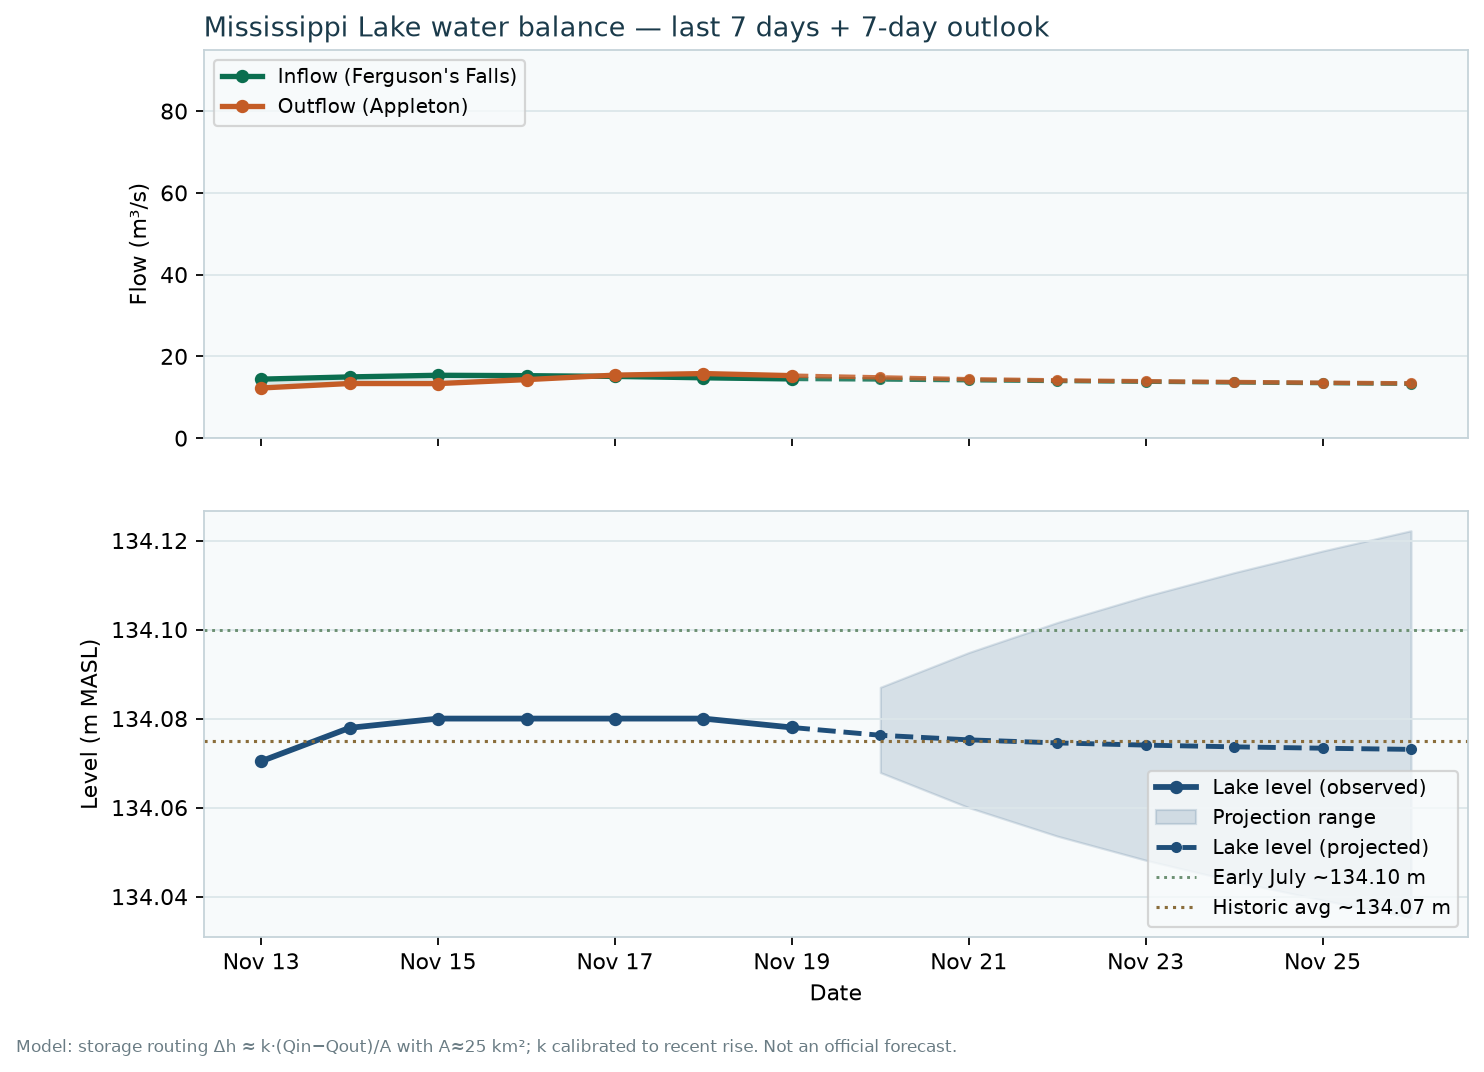 Mississippi Lake water balance — last 7 days + 7-day outlook
Inflow (Ferguson's Falls)
Outflow (Appleton)
Flow (m³/s)
80
60
40
20
0
Level (m MASL)
134.12
134.10
134.08
134.06
134.04
Lake level (observed)
Projection range
Lake level (projected)
Early July ~134.10 m
Historic avg ~134.07 m
Nov 13 Nov 15 Nov 17 Nov 19 Nov 21 Nov 23 Nov 25
Date
Model: storage routing Δh ≈ k·(Qin−Qout)/A with A≈25 km²; k calibrated to recent rise. Not an official forecast.